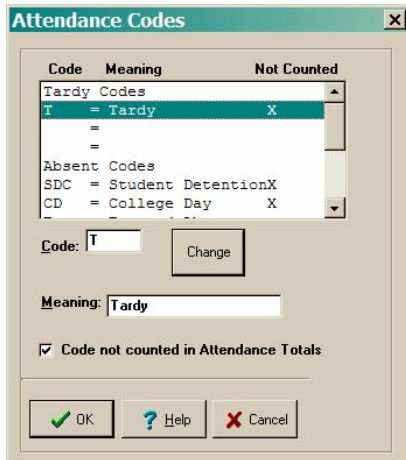 Attendance Codes
Code Meaning Not Counted
Tardy Codes
T = Tardy X
=
=
Absent Codes
SDC = Student DetentionX
CD = College Day X
Code: T
Change
Meaning: Tardy
Code not counted in Attendance Totals
OK Help Cancel